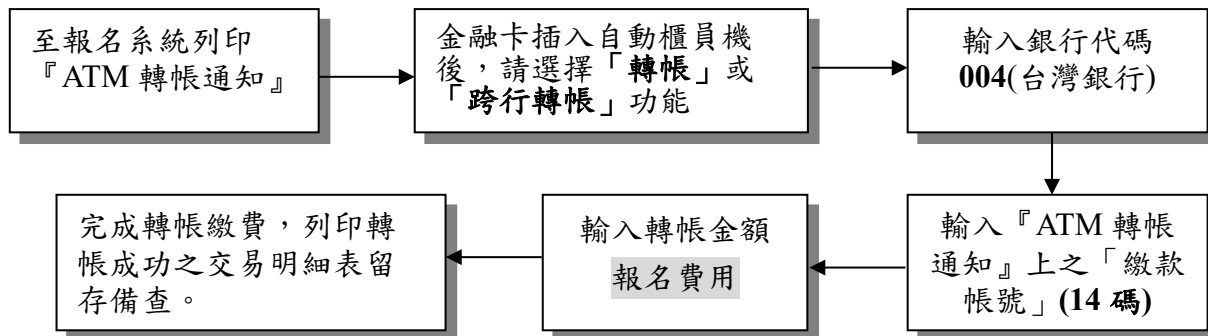 至報名系統列印
『ATM 轉帳通知』
金融卡插入自動櫃員機
後，請選擇「轉帳」或
「跨行轉帳」功能
輸入銀行代碼
004(台灣銀行)
輸入『ATM 轉帳
通知』上之「繳款
帳號」(14 碼)
輸入轉帳金額
報名費用
完成轉帳繳費，列印轉
帳成功之交易明細表留
存備查。